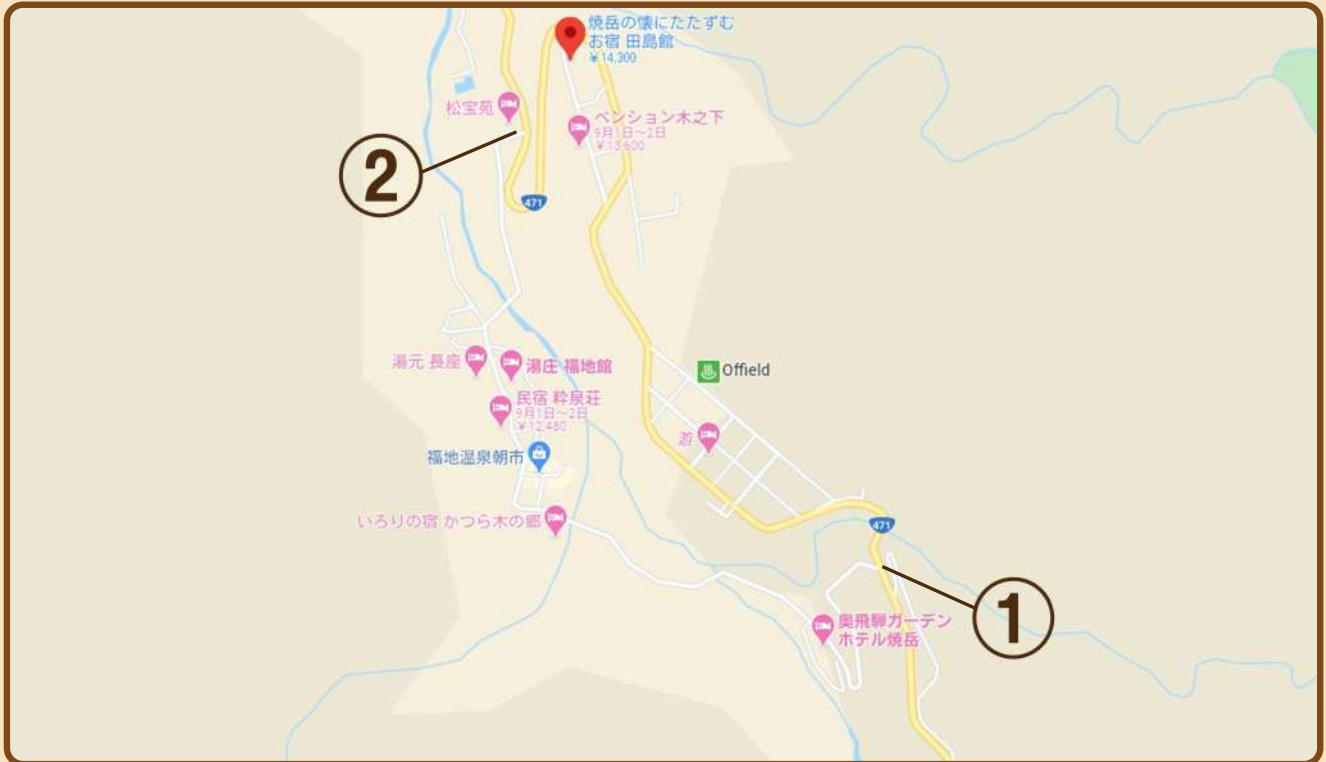 焼岳の懐にたたずむ
お宿 田島館
￥14,300
松宝苑
ペンション木之下
9月1日～2日
￥13,600
2
471
湯元 長座
湯庄 福地館
Offield
民宿 粋泉荘
9月1日～2日
￥12,480
游
福地温泉朝市
いろりの宿 かつら木の郷
471
1
奥飛騨ガーデン
ホテル焼岳